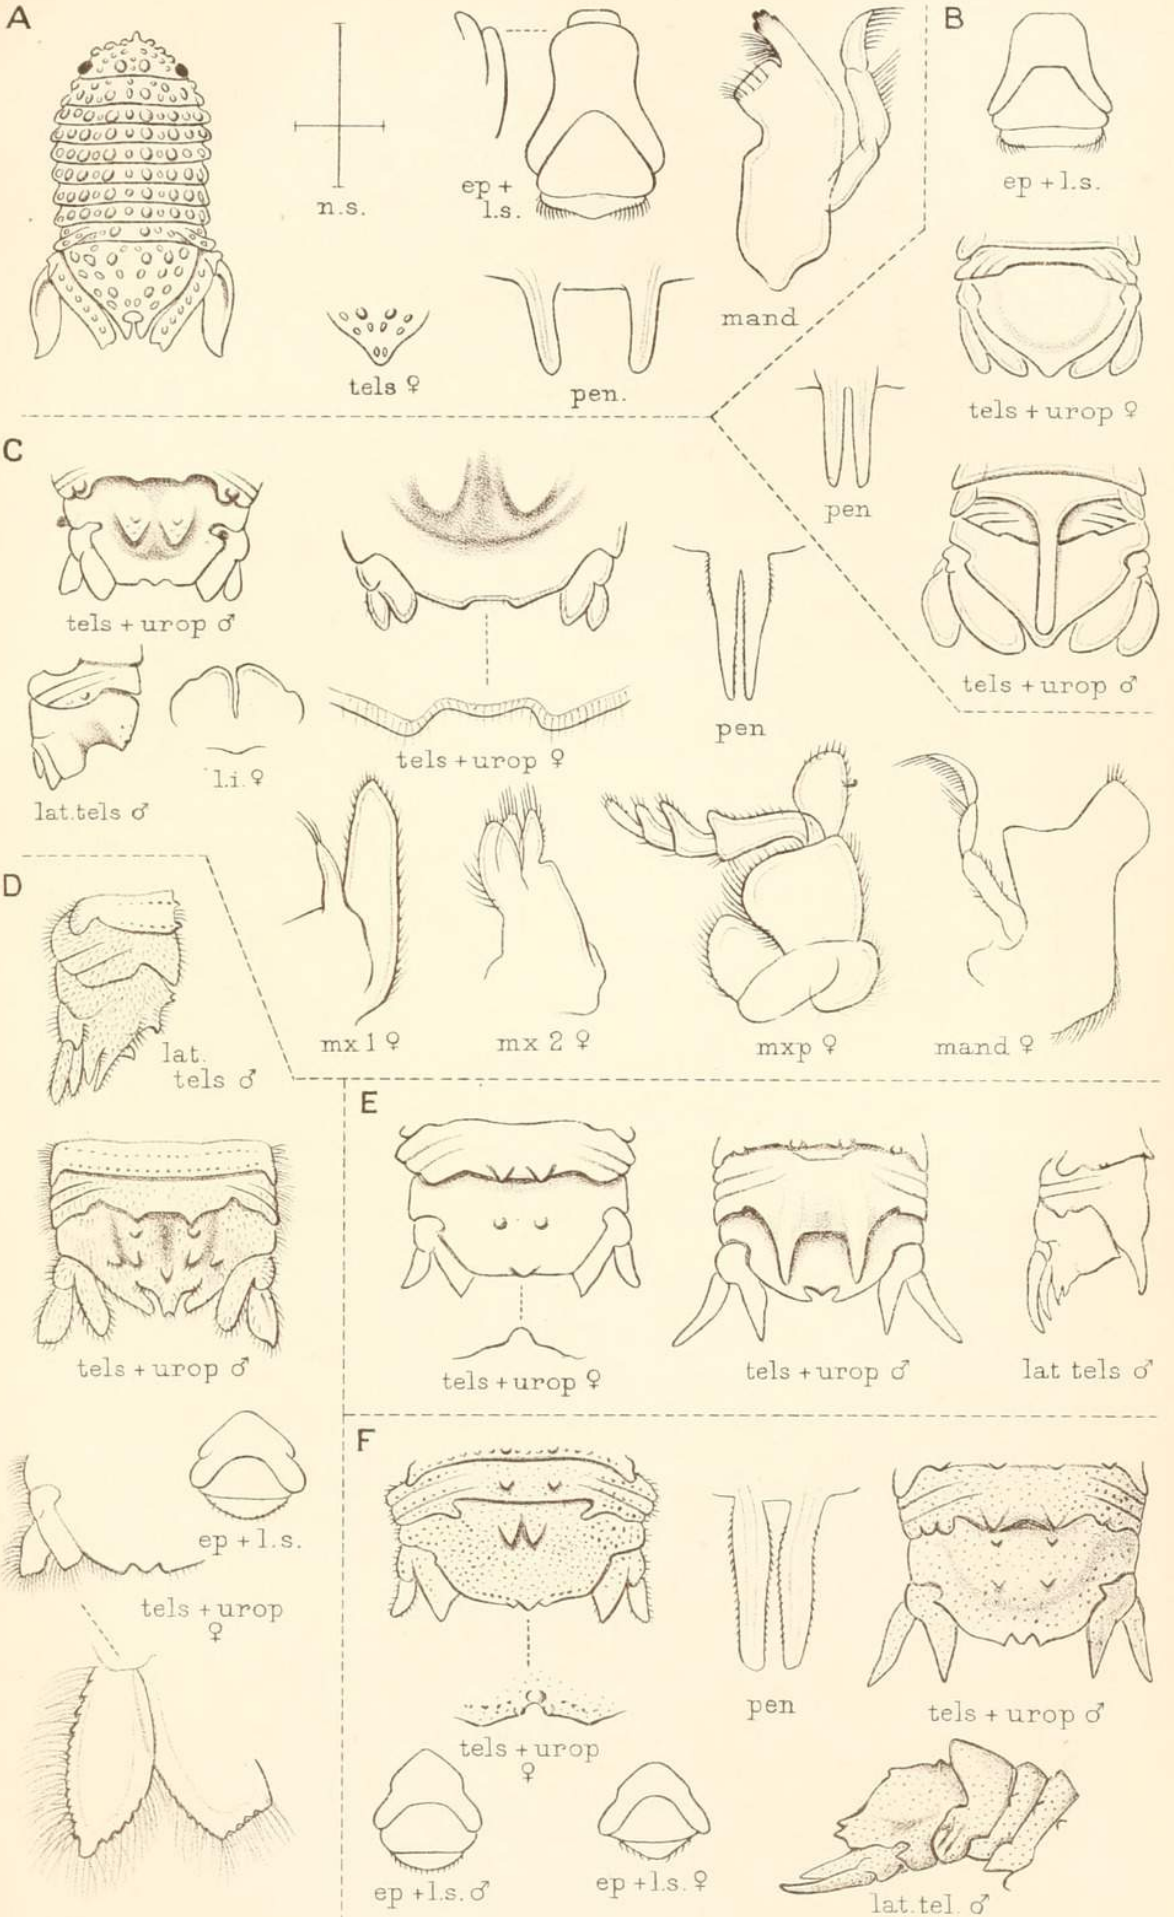 A
n.s.
ep +
l.s.
mand
tels ♀
pen.
B
ep + l.s.
tels + urop ♀
pen
tels + urop ♂
C
tels + urop ♂
lat. tels ♂
l.i. ♀
tels + urop ♀
pen
mx 1 ♀
mx 2 ♀
mxp ♀
mand ♀
D
lat.
tels ♂
tels + urop ♂
ep + l.s.
tels + urop
♀
E
tels + urop ♀
tels + urop ♂
lat tels ♂
F
tels + urop
♀
pen
tels + urop ♂
ep + l.s. ♂
ep + l.s. ♀
lat. tel. ♂